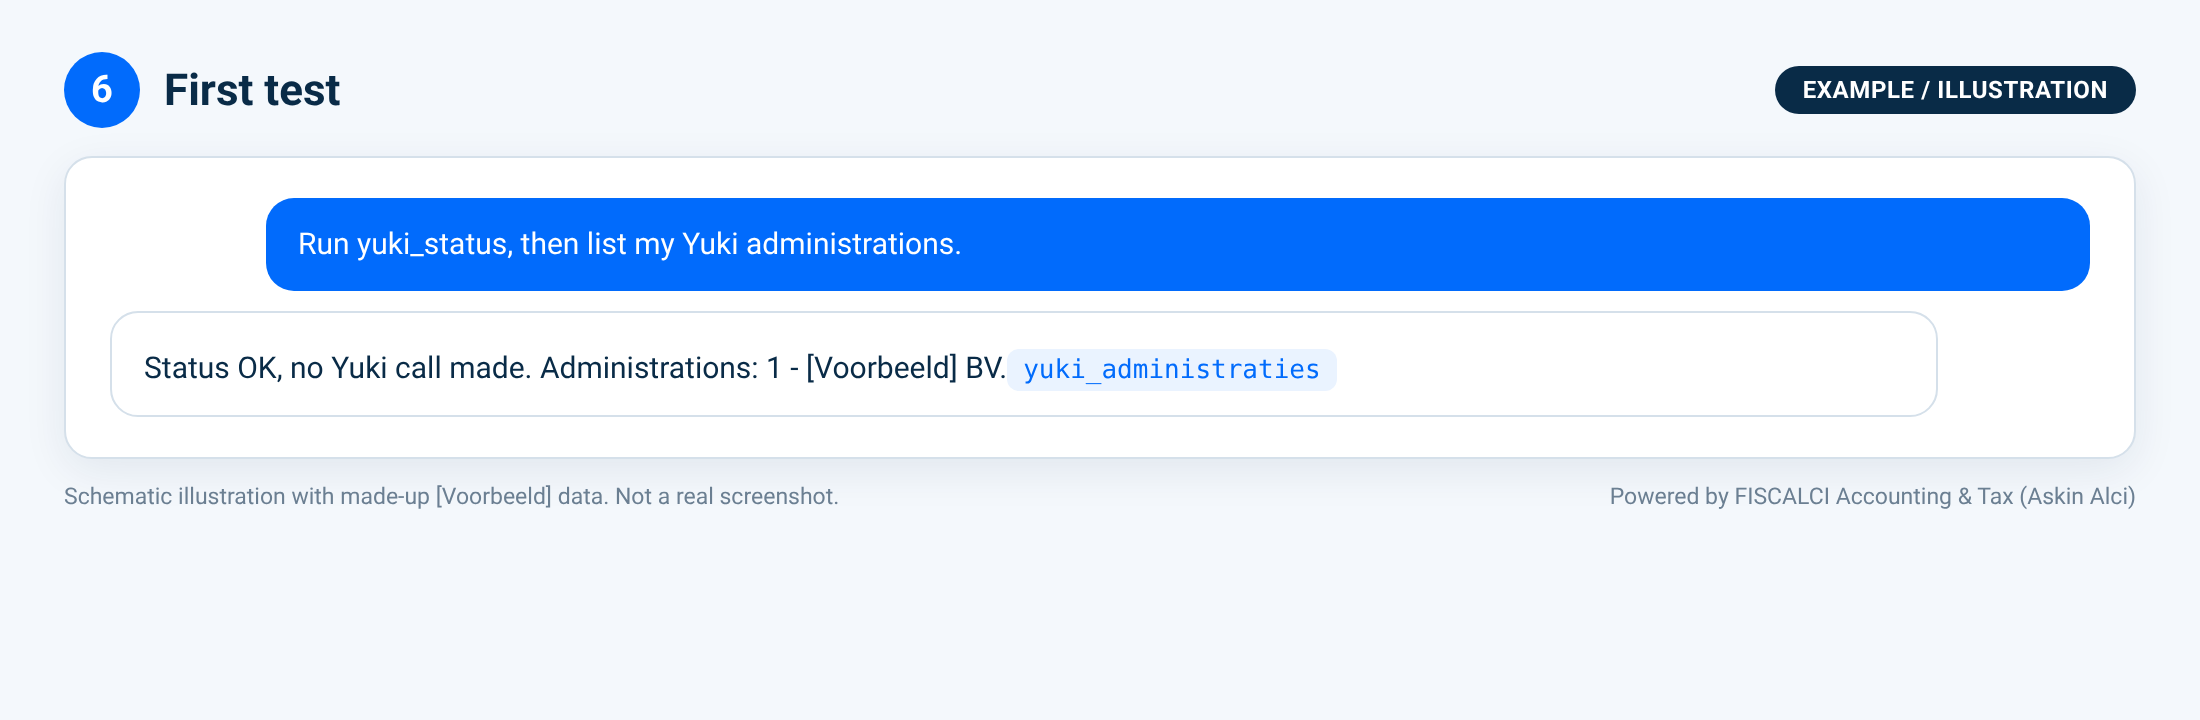 6 First test
EXAMPLE / ILLUSTRATION
Run yuki_status, then list my Yuki administrations.
Status OK, no Yuki call made. Administrations: 1 - [Voorbeeld] BV. yuki_administraties
Schematic illustration with made-up [Voorbeeld] data. Not a real screenshot.
Powered by FISCALCI Accounting & Tax (Askin Alci)